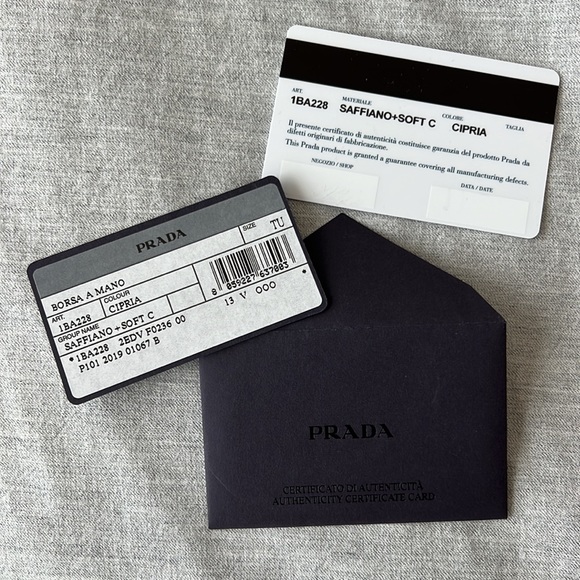 ART.
MATERIALE
COLORE
TAGLIA
1BA228 SAFFIANO+SOFT C CIPRIA
Il presente certificato di autenticità costituisce garanzia del prodotto Prada da
difetti originari di fabbricazione.
This Prada product is granted a guarantee covering all manufacturing defects.
NEGOZIO / SHOP
DATA / DATE
PRADA
SIZE TU
BORSA A MANO
ART. COLOUR
1BA228 CIPRIA
GROUP NAME
SAFFIANO +SOFT C
•1BA228 2EDV F0236 00
P101 2019 01067 B
8 059227 637003
13 V 000
PRADA
CERTIFICATO DI AUTENTICITÀ
AUTHENTICITY CERTIFICATE CARD